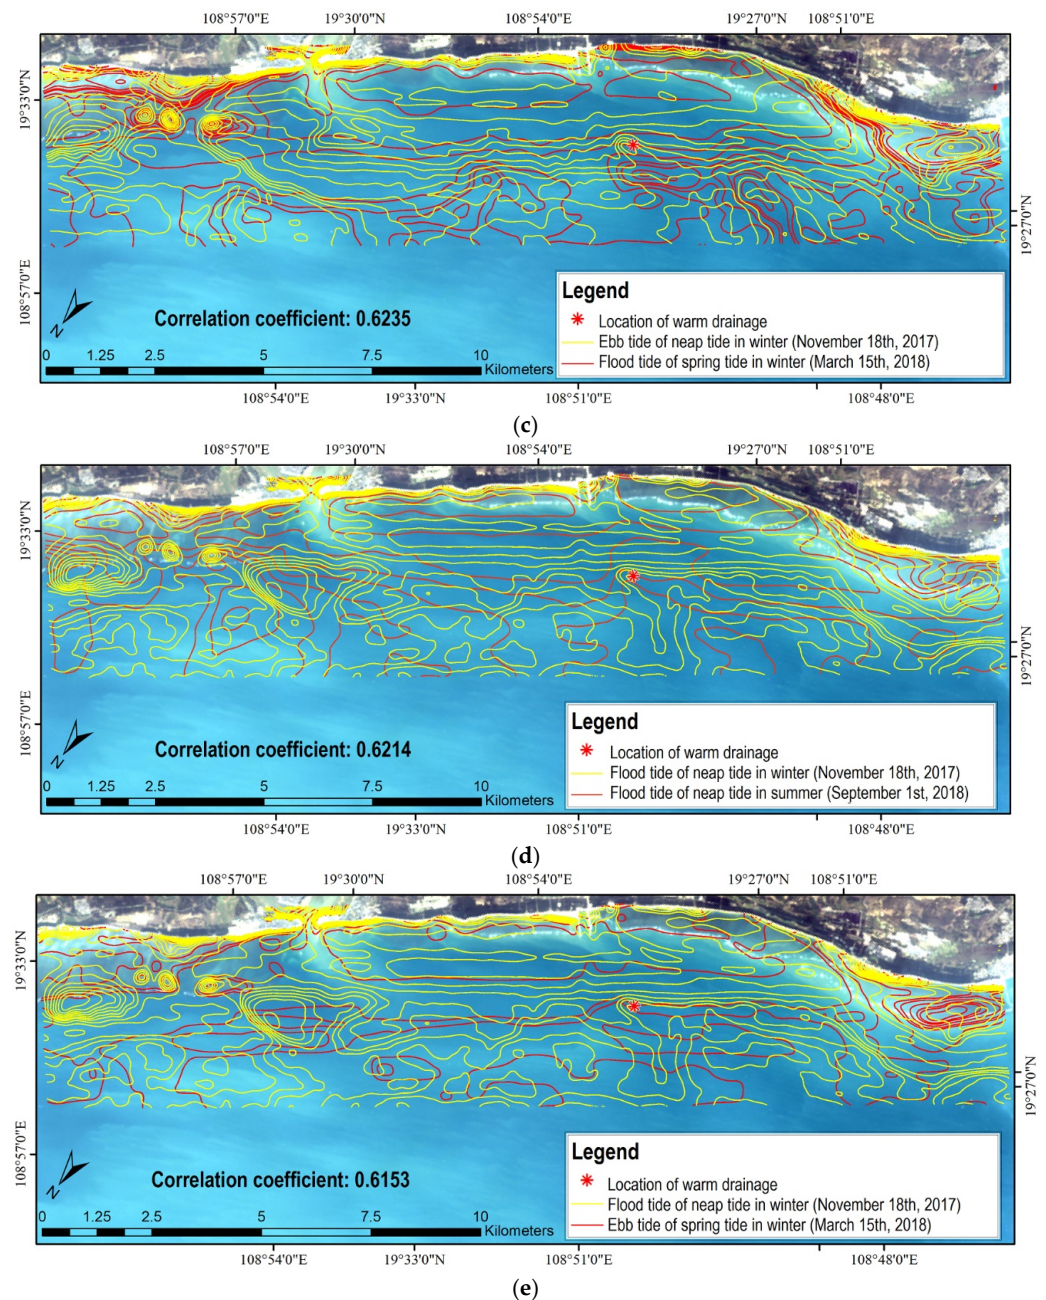 108°57'0"E 19°30'0"N 108°54'0"E 19°27'0"N 108°51'0"E
19°33'0"N
19°27'0"N
108°57'0"E
N
Correlation coefficient: 0.6235
0 1.25 2.5 5 7.5 10
Kilometers
Legend
Location of warm drainage
Ebb tide of neap tide in winter (November 18th, 2017)
Flood tide of spring tide in winter (March 15th, 2018)
108°54'0"E 19°33'0"N 108°51'0"E 108°48'0"E
(c)
108°57'0"E 19°30'0"N 108°54'0"E 19°27'0"N 108°51'0"E
19°33'0"N
19°27'0"N
108°57'0"E
N
Correlation coefficient: 0.6214
0 1.25 2.5 5 7.5 10
Kilometers
Legend
Location of warm drainage
Flood tide of neap tide in winter (November 18th, 2017)
Flood tide of neap tide in summer (September 1st, 2018)
108°54'0"E 19°33'0"N 108°51'0"E 108°48'0"E
(d)
108°57'0"E 19°30'0"N 108°54'0"E 19°27'0"N 108°51'0"E
19°33'0"N
19°27'0"N
108°57'0"E
N
Correlation coefficient: 0.6153
0 1.25 2.5 5 7.5 10
Kilometers
Legend
Location of warm drainage
Flood tide of neap tide in winter (November 18th, 2017)
Ebb tide of spring tide in winter (March 15th, 2018)
108°54'0"E 19°33'0"N 108°51'0"E 108°48'0"E
(e)